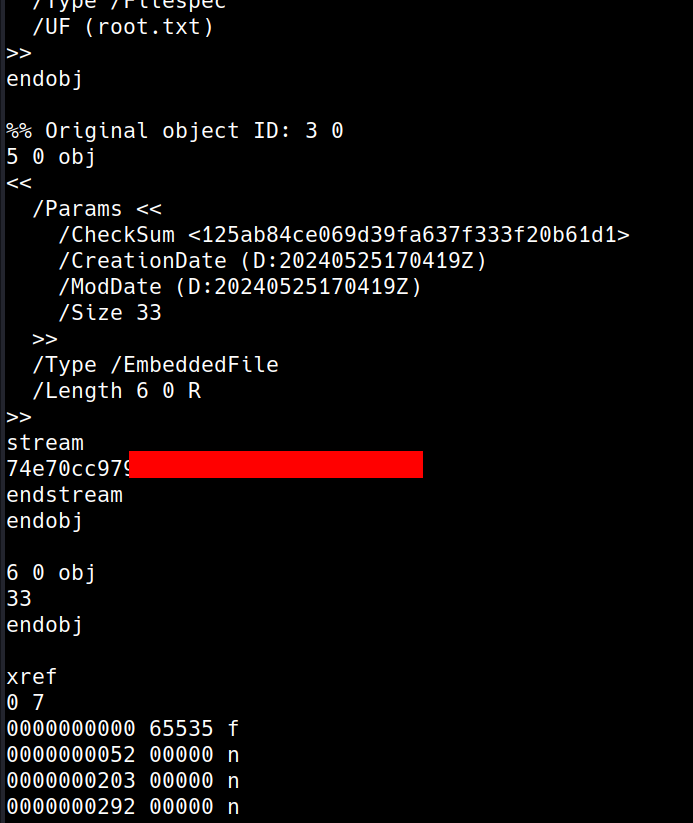 /Type /Filespec
/UF (root.txt)
>>
endobj
%% Original object ID: 3 0
5 0 obj
<<
/Params <<
/CheckSum <125ab84ce069d39fa637f333f20b61d1>
/CreationDate (D:20240525170419Z)
/ModDate (D:20240525170419Z)
/Size 33
>>
/Type /EmbeddedFile
/Length 6 0 R
>>
stream
74e70cc979
endstream
endobj
6 0 obj
33
endobj
xref
0 7
0000000000 65535 f
0000000052 00000 n
0000000203 00000 n
0000000292 00000 n